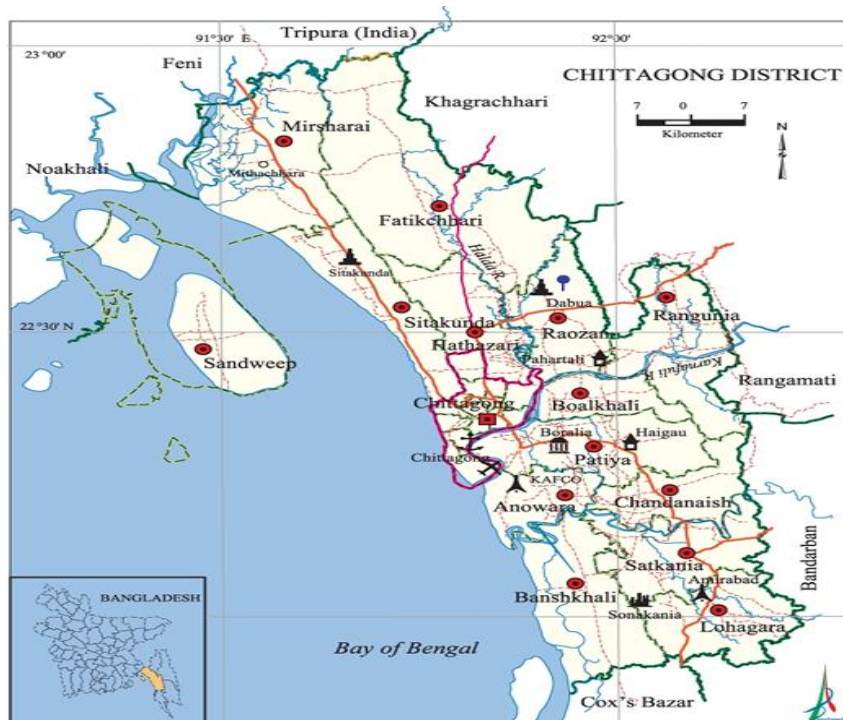 91°30' E
92°00'
Tripura (India)
23°00'
Feni
CHITTAGONG DISTRICT
Khagrachhari
7 0 7
Kilometer
Mirsharai
N
Noakhali
Mithachhara
Fatikchhari
Halda R
Sitakanda
Dabua
Rangunia
22°30' N
Sitakunda
Raozan
Hathazari
Sandweep
Pahartali
Karnafuli R
Rangamati
Chittagong
Boalkhali
Boralia
Haigau
Chittagong
Patiya
KAFCO
Chandanaish
Anowara
Satkania
Bandarban
Amirabad
BANGLADESH
Banshkhali
Sonakania
Lohagara
Bay of Bengal
Cox's Bazar